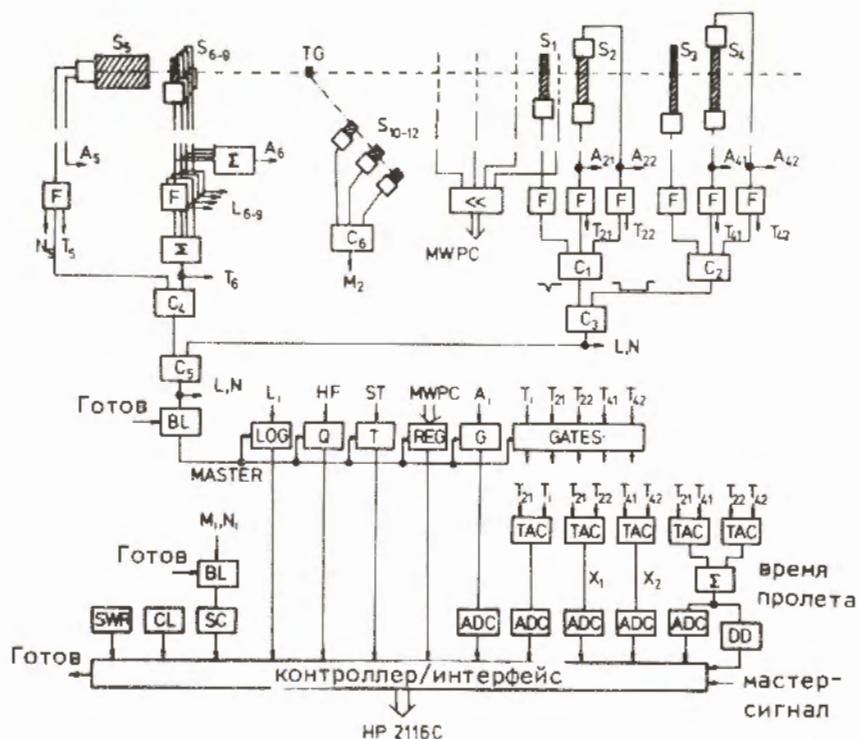 S₅ S₆₋₉ TG S₁ S₂ S₃ S₄
S₁₀₋₁₂
Σ A₆
A₅ A₂₁ A₂₂ A₄₁ A₄₂
F F L₆₋₉ << F F F F F F
N₅ T₅ T₂₁ T₂₂ T₄₁ T₄₂
Σ C₆ MWPC C₁ C₂
T₆ M₂
C₄ C₃
L,N
C₅
L,N
Готов L₁ HF ST MWPC A₁ T₁ T₂₁ T₂₂ T₄₁ T₄₂
BL LOG Q T REG G GATES
MASTER
T₂₁ T₁ T₂₁ T₂₂ T₄₁ T₄₂ T₂₁ T₄₁ T₂₂ T₄₂
M₁,N₁ TAC TAC TAC TAC TAC
Готов BL X₁ X₂ Σ время
пролета
SWR CL SC ADC ADC ADC ADC ADC DD
Готов контроллер/интерфейс мастер-
сигнал
HP 2116C